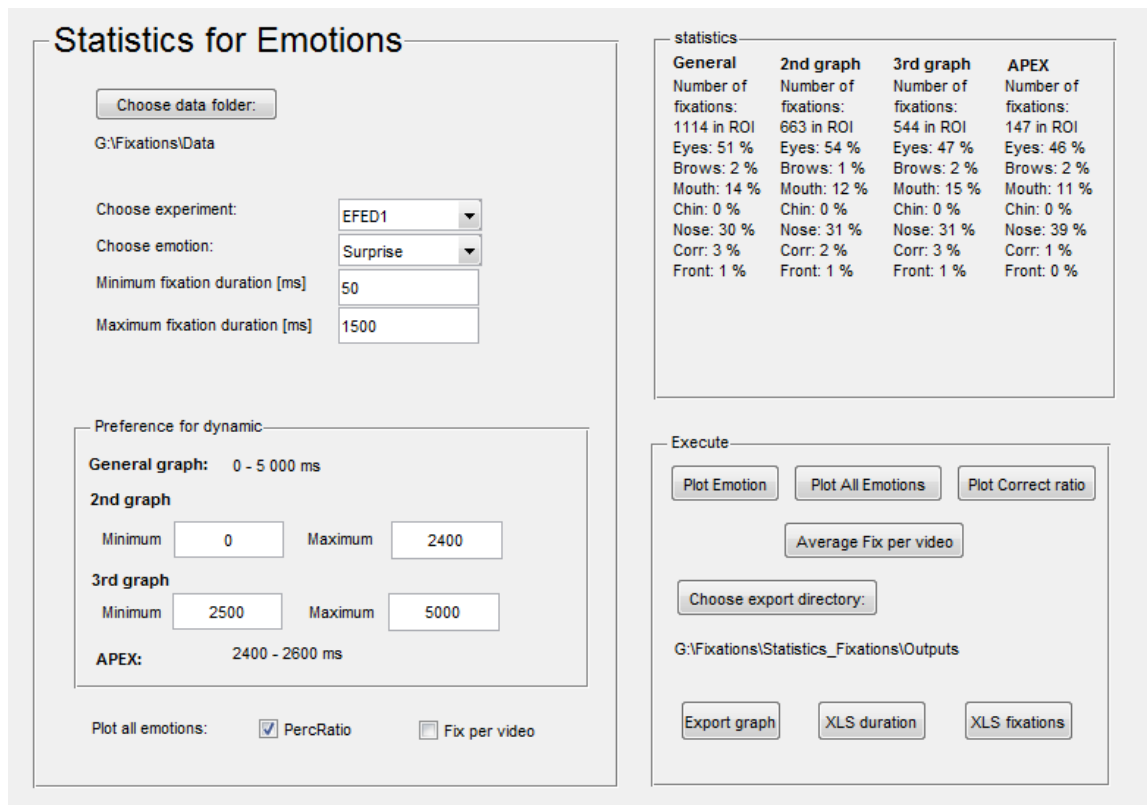 Statistics for Emotions
Choose data folder:
G:\Fixations\Data
Choose experiment:
EFED1
Choose emotion:
Surprise
Minimum fixation duration [ms]
50
Maximum fixation duration [ms]
1500
Preference for dynamic
General graph: 0 - 5 000 ms
2nd graph
Minimum 0 Maximum 2400
3rd graph
Minimum 2500 Maximum 5000
APEX: 2400 - 2600 ms
Plot all emotions: PercRatio Fix per video
statistics
General
Number of
fixations:
1114 in ROI
Eyes: 51 %
Brows: 2 %
Mouth: 14 %
Chin: 0 %
Nose: 30 %
Corr: 3 %
Front: 1 %
2nd graph
Number of
fixations:
663 in ROI
Eyes: 54 %
Brows: 1 %
Mouth: 12 %
Chin: 0 %
Nose: 31 %
Corr: 2 %
Front: 1 %
3rd graph
Number of
fixations:
544 in ROI
Eyes: 47 %
Brows: 2 %
Mouth: 15 %
Chin: 0 %
Nose: 31 %
Corr: 3 %
Front: 1 %
APEX
Number of
fixations:
147 in ROI
Eyes: 46 %
Brows: 2 %
Mouth: 11 %
Chin: 0 %
Nose: 39 %
Corr: 1 %
Front: 0 %
Execute
Plot Emotion Plot All Emotions Plot Correct ratio
Average Fix per video
Choose export directory:
G:\Fixations\Statistics_Fixations\Outputs
Export graph XLS duration XLS fixations